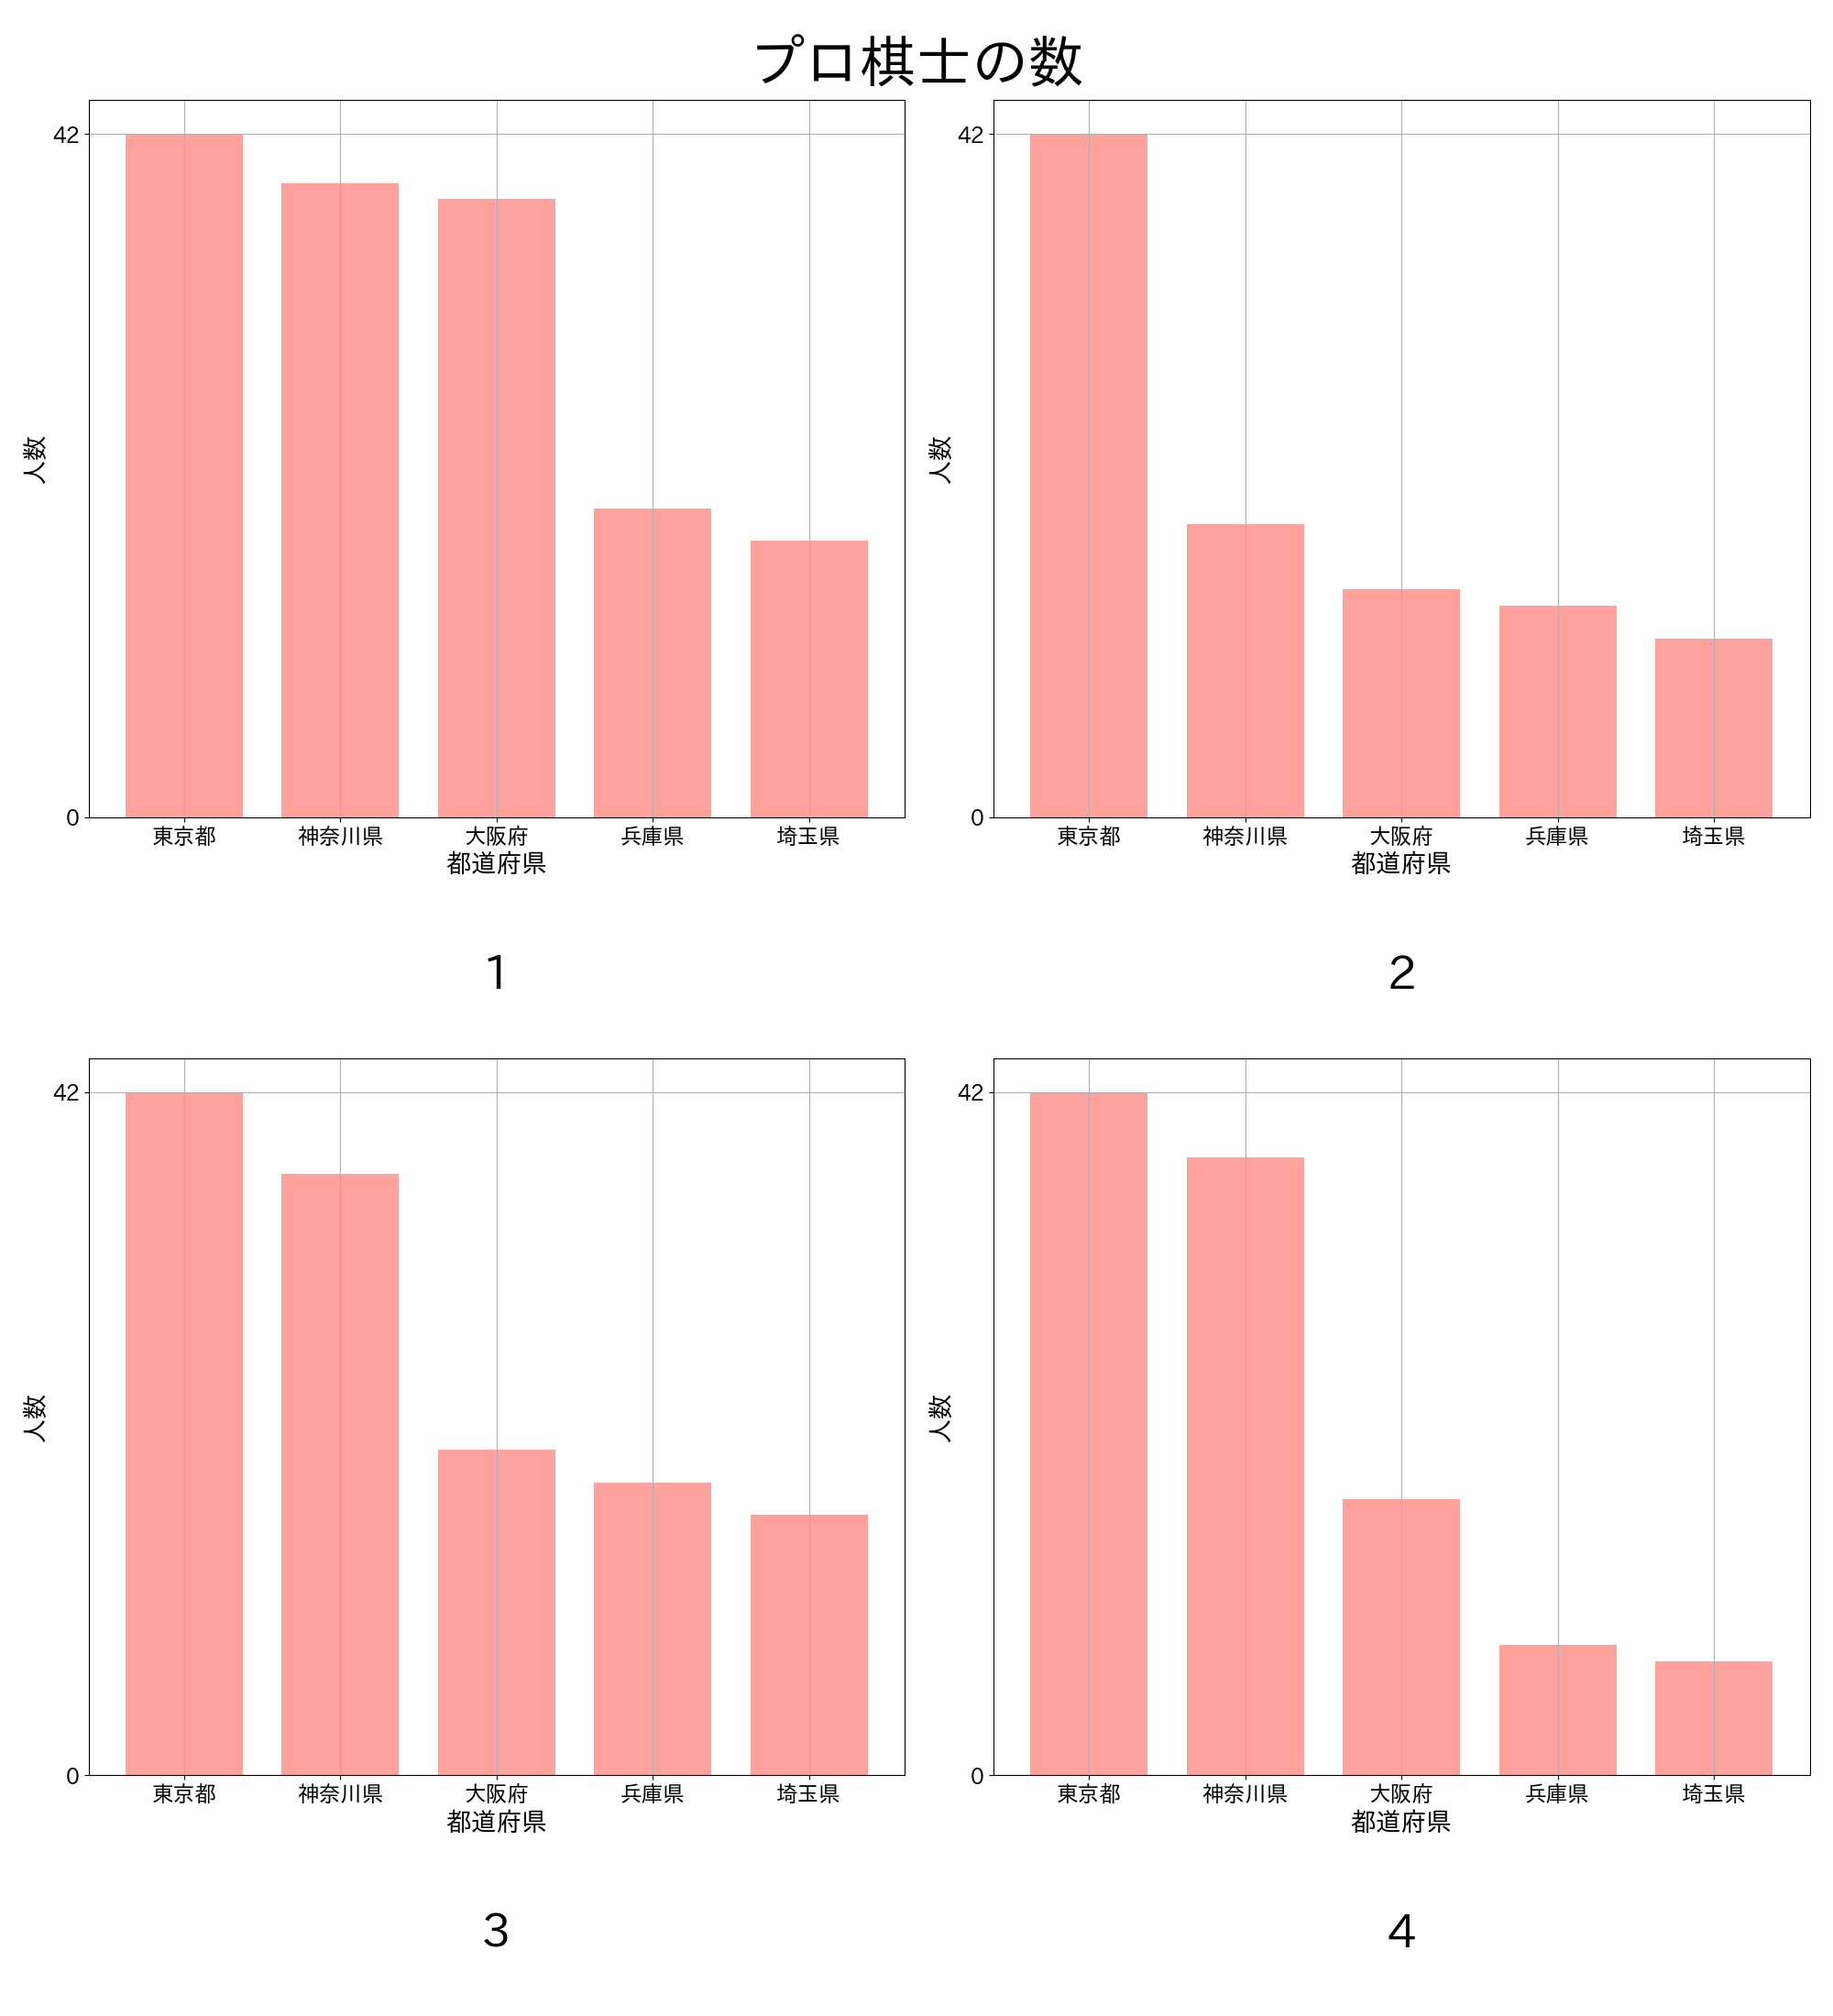 プロ棋士の数
42
0
人数
東京都 神奈川県 大阪府 兵庫県 埼玉県
都道府県
1
42
0
人数
東京都 神奈川県 大阪府 兵庫県 埼玉県
都道府県
2
42
0
人数
東京都 神奈川県 大阪府 兵庫県 埼玉県
都道府県
3
42
0
人数
東京都 神奈川県 大阪府 兵庫県 埼玉県
都道府県
4